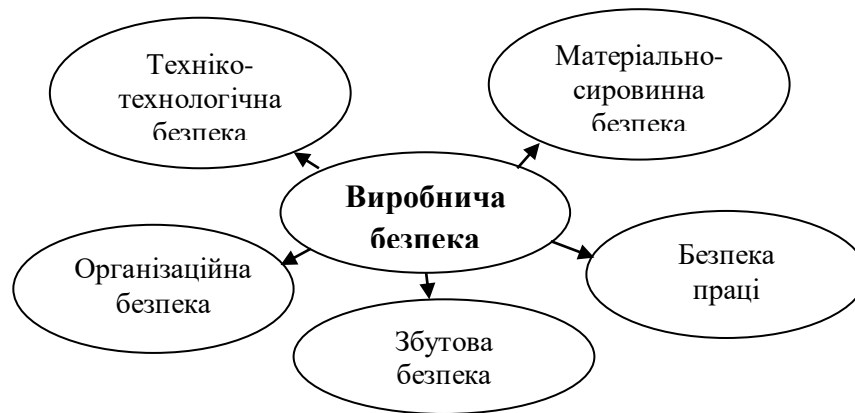 Техніко-
технологічна
безпека
Матеріально-
сировинна
безпека
Виробнича
безпека
Організаційна
безпека
Безпека
праці
Збутова
безпека